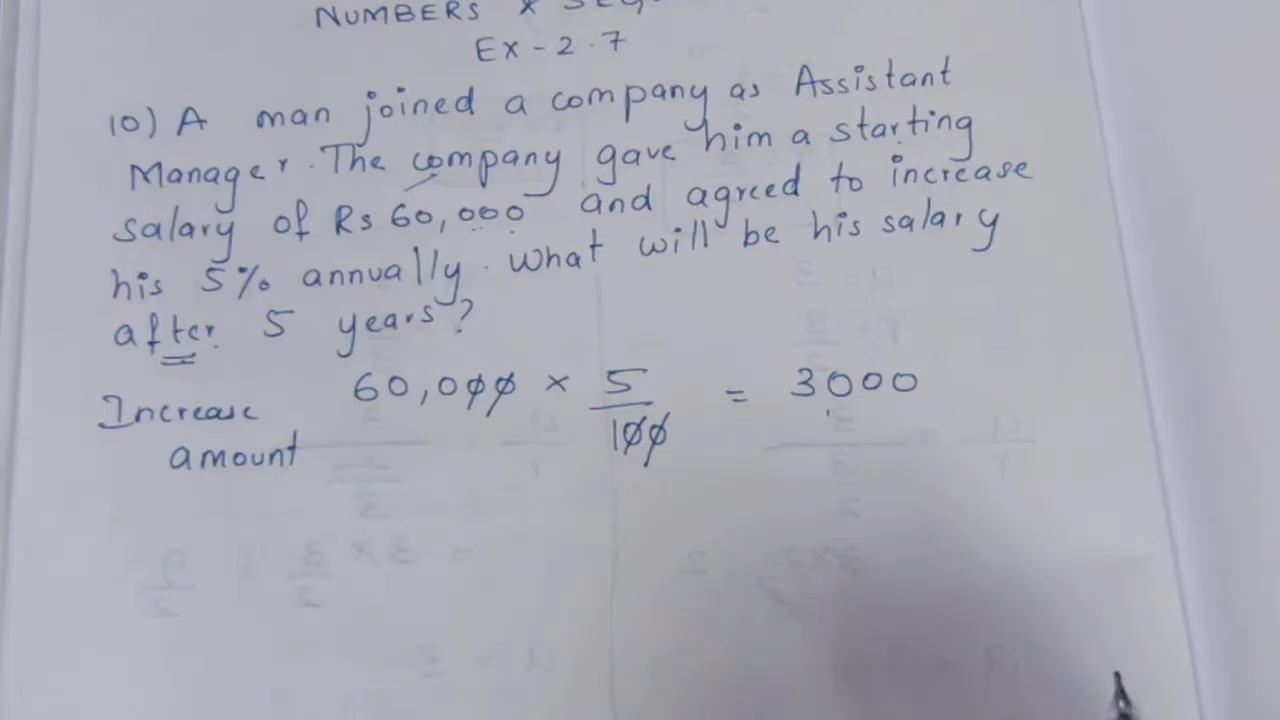 NUMBERS
Ex - 2.7
10) A man joined a company as Assistant
Manager. The company gave him a starting
salary of Rs 60,000 and agreed to increase
his 5% annually. What will be his salary
after 5 years?
60,000 × 5/100 = 3000
Increase
amount